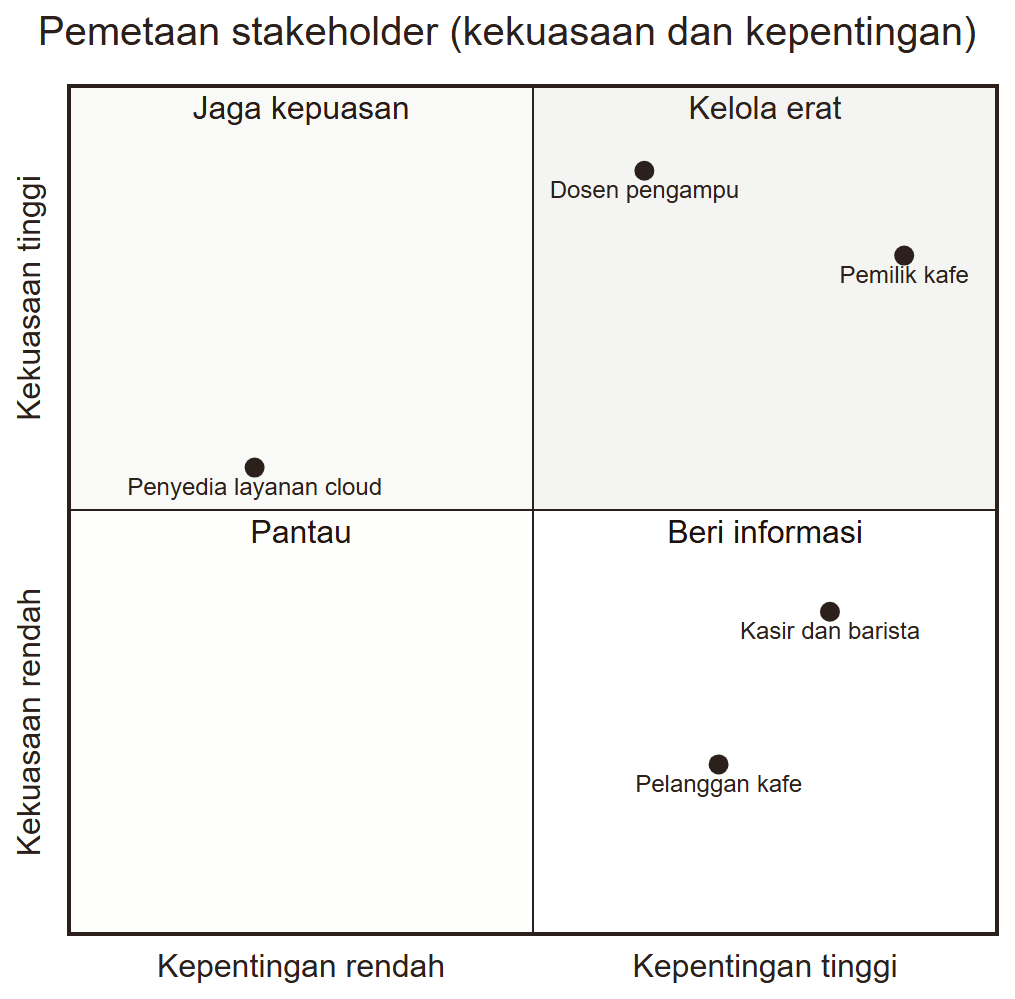 Pemetaan stakeholder (kekuasaan dan kepentingan)
Jaga kepuasan
Kelola erat
Dosen pengampu
Pemilik kafe
Kekuasaan tinggi
Penyedia layanan cloud
Pantau
Beri informasi
Kasir dan barista
Kekuasaan rendah
Pelanggan kafe
Kepentingan rendah
Kepentingan tinggi